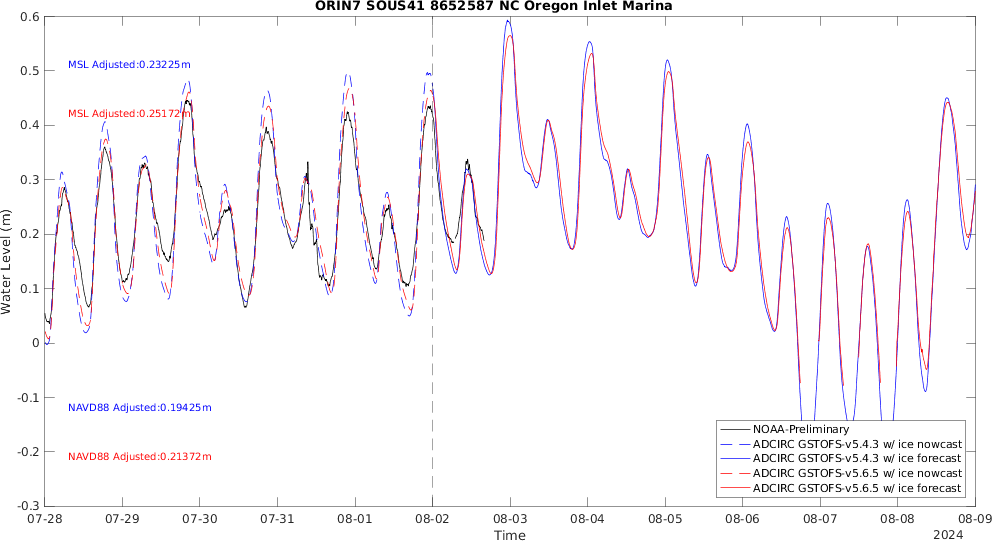 ORIN7 SOUS41 8652587 NC Oregon Inlet Marina
0.6
0.5
0.4
0.3
0.2
0.1
0
-0.1
-0.2
-0.3
Water Level (m)
MSL Adjusted:0.23225m
MSL Adjusted:0.25172m
NAVD88 Adjusted:0.19425m
NAVD88 Adjusted:0.21372m
NOAA-Preliminary
ADCIRC GSTOFS-v5.4.3 w/ ice nowcast
ADCIRC GSTOFS-v5.4.3 w/ ice forecast
ADCIRC GSTOFS-v5.6.5 w/ ice nowcast
ADCIRC GSTOFS-v5.6.5 w/ ice forecast
07-28 07-29 07-30 07-31 08-01 08-02 08-03 08-04 08-05 08-06 08-07 08-08 08-09
Time
2024